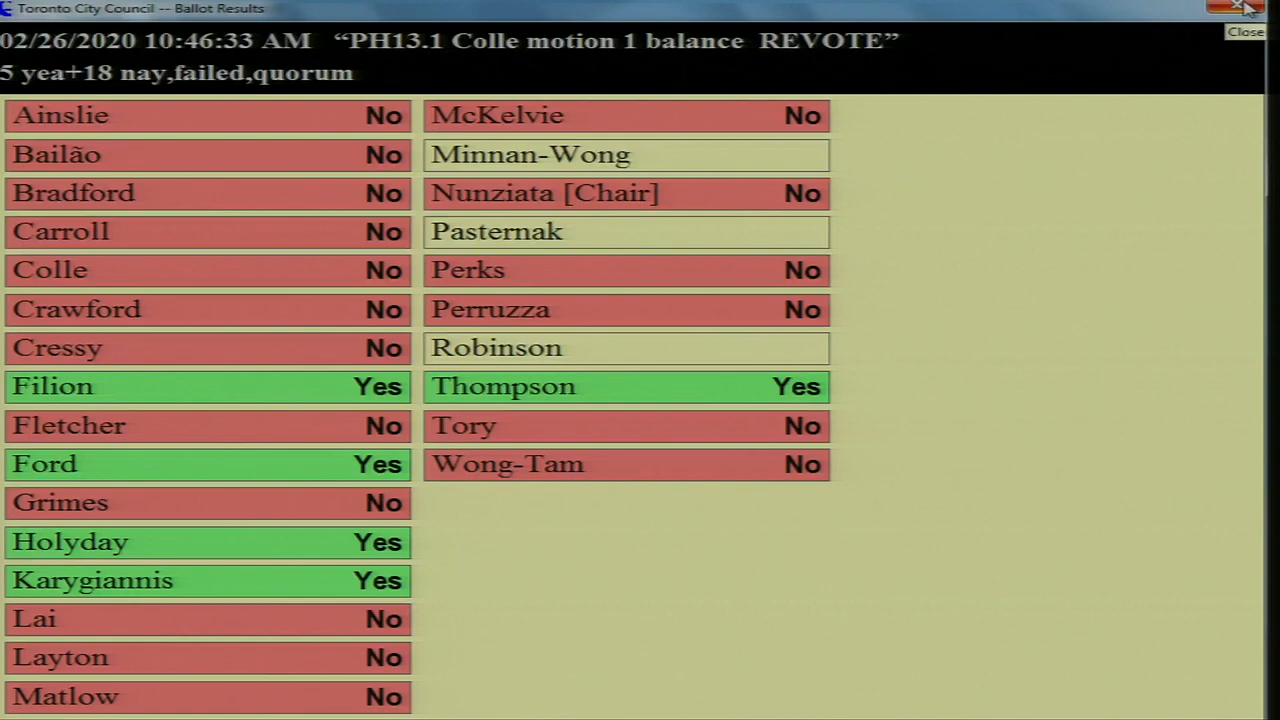 Toronto City Council -- Ballot Results
Close
02/26/2020 10:46:33 AM “PH13.1 Colle motion 1 balance REVOTE”
5 yea+18 nay,failed,quorum
Ainslie No
Bailão No
Bradford No
Carroll No
Colle No
Crawford No
Cressy No
Filion Yes
Fletcher No
Ford Yes
Grimes No
Holyday Yes
Karygiannis Yes
Lai No
Layton No
Matlow No
McKelvie No
Minnan-Wong
Nunziata [Chair] No
Pasternak
Perks No
Perruzza No
Robinson
Thompson Yes
Tory No
Wong-Tam No